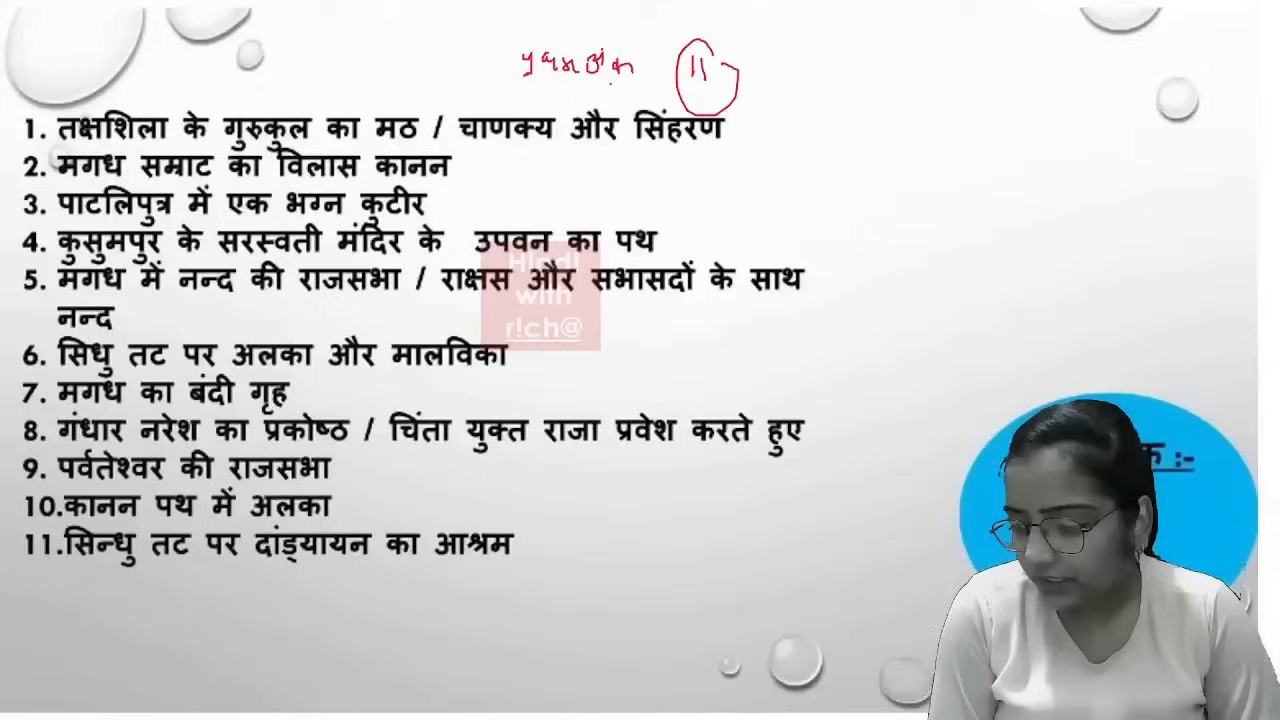 प्रथम अंक 11
1. तक्षशिला के गुरुकुल का मठ / चाणक्य और सिंहरण
2. मगध सम्राट का विलास कानन
3. पाटलिपुत्र में एक भग्न कुटीर
4. कुसुमपुर के सरस्वती मंदिर के उपवन का पथ
5. मगध में नन्द की राजसभा / राक्षस और सभासदों के साथ
नन्द
6. सिधु तट पर अलका और मालविका
7. मगध का बंदी गृह
8. गंधार नरेश का प्रकोष्ठ / चिंता युक्त राजा प्रवेश करते हुए
9. पर्वतेश्वर की राजसभा
10.कानन पथ में अलका
11.सिन्धु तट पर दांड्यायन का आश्रम
Hindi
with
r!ch@
क :-